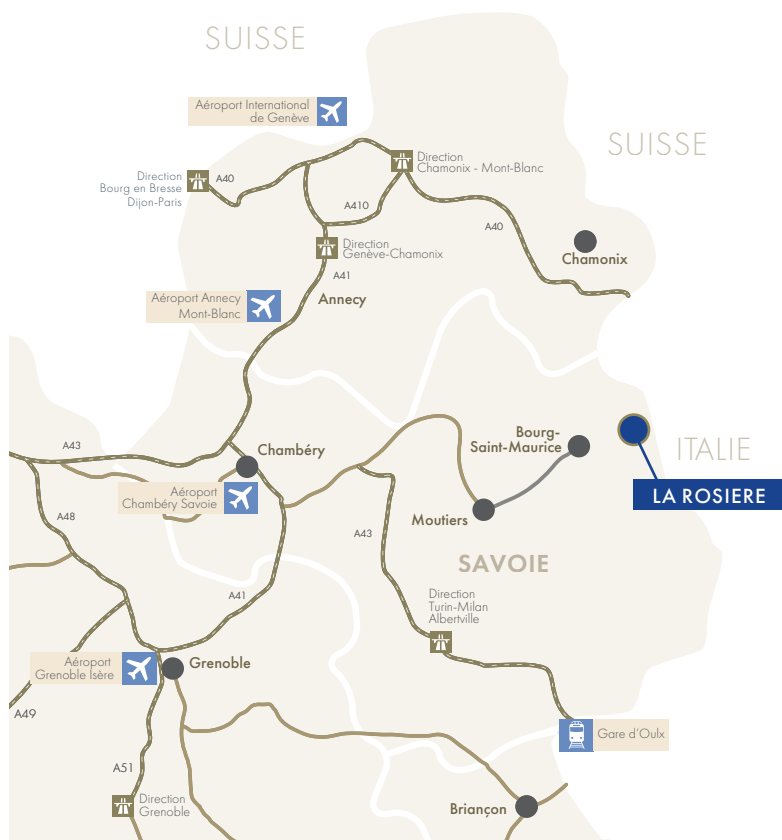 SUISSE
Aéroport International
de Genève
SUISSE
Direction
Chamonix - Mont-Blanc
Direction
Bourg en Bresse
Dijon-Paris
A40
A410
A40
Direction
Genève-Chamonix
Chamonix
A41
Aéroport Annecy
Mont-Blanc
Annecy
Bourg-
Saint-Maurice
ITALIE
A43
Chambéry
LA ROSIERE
Aéroport
Chambéry Savoie
A48
Moutiers
A43
SAVOIE
A41
Direction
Turin-Milan
Albertville
Aéroport
Grenoble Isère
Grenoble
A49
Gare d'Oulx
A51
Direction
Grenoble
Briançon